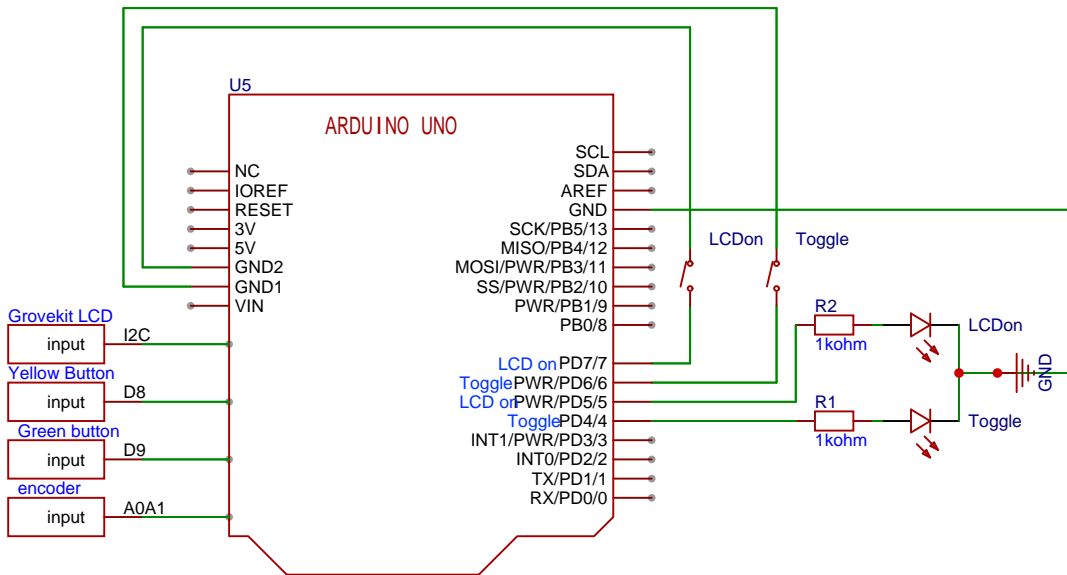 U5
ARDUINO UNO
NC
IOREF
RESET
3V
5V
GND2
GND1
VIN
SCL
SDA
AREF
GND
SCK/PB5/13
MISO/PB4/12
MOSI/PWR/PB3/11
SS/PWR/PB2/10
PWR/PB1/9
PB0/8
LCD on PD7/7
Toggle PWR/PD6/6
LCD on PWR/PD5/5
Toggle PD4/4
INT1/PWR/PD3/3
INT0/PD2/2
TX/PD1/1
RX/PD0/0
Grovekit LCD
input I2C
Yellow Button
input D8
Green button
input D9
encoder
input A0A1
LCDon Toggle
R2
1kohm
LCDon
R1
1kohm
Toggle
GND